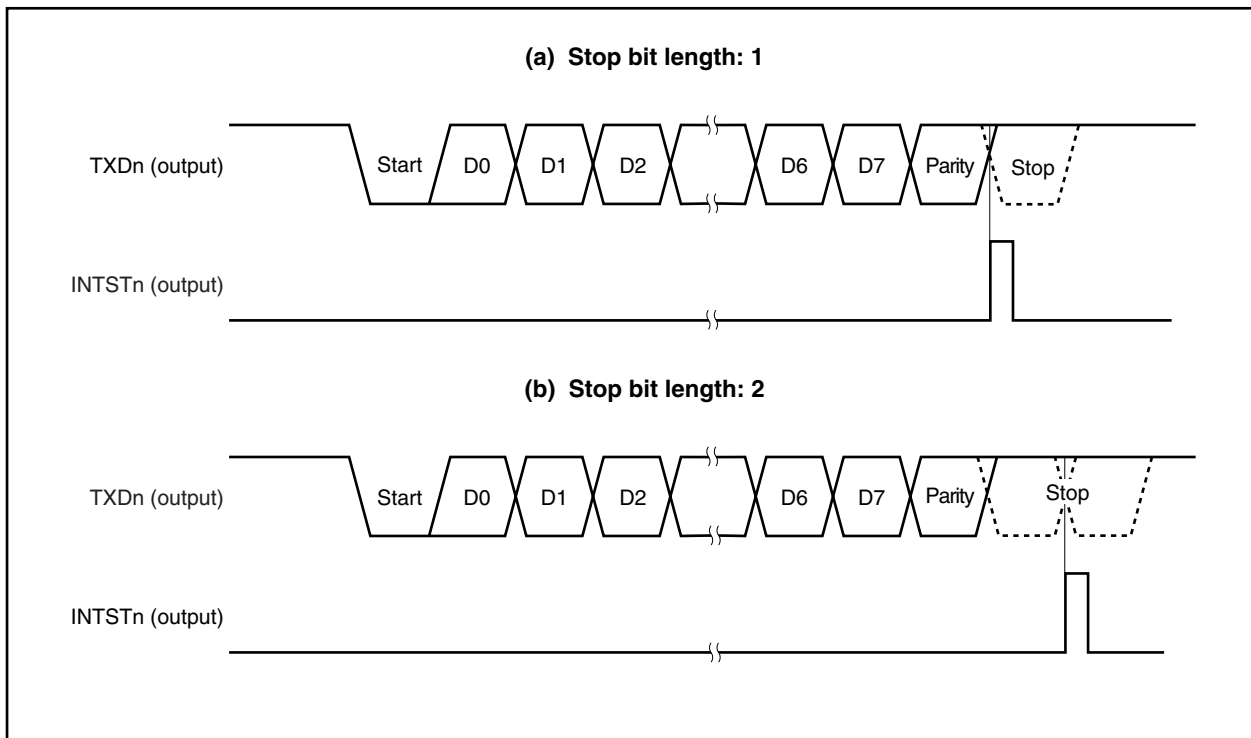 (a) Stop bit length: 1
TXDn (output) Start D0 D1 D2 D6 D7 Parity Stop
INTSTn (output)
(b) Stop bit length: 2
TXDn (output) Start D0 D1 D2 D6 D7 Parity Stop
INTSTn (output)